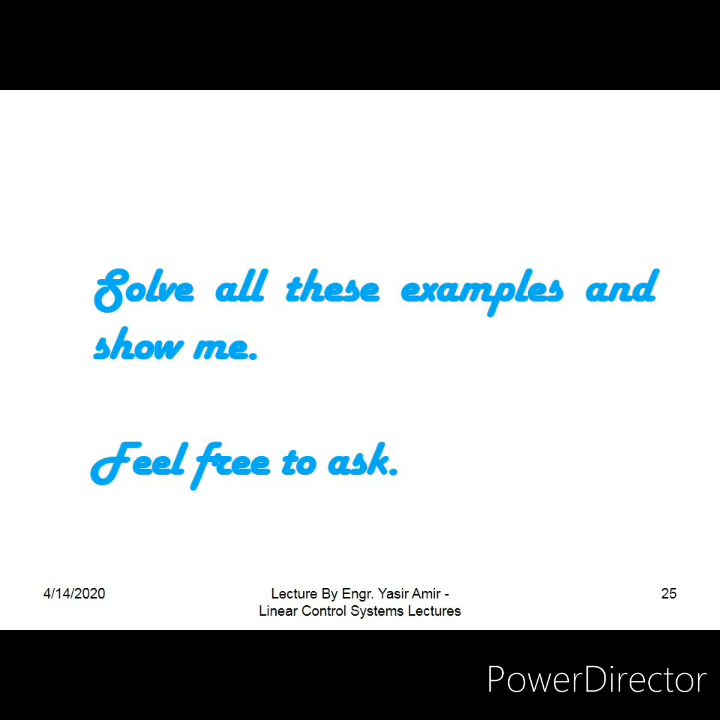 Solve all these examples and
show me.
Feel free to ask.
4/14/2020
Lecture By Engr. Yasir Amir -
Linear Control Systems Lectures
25
PowerDirector